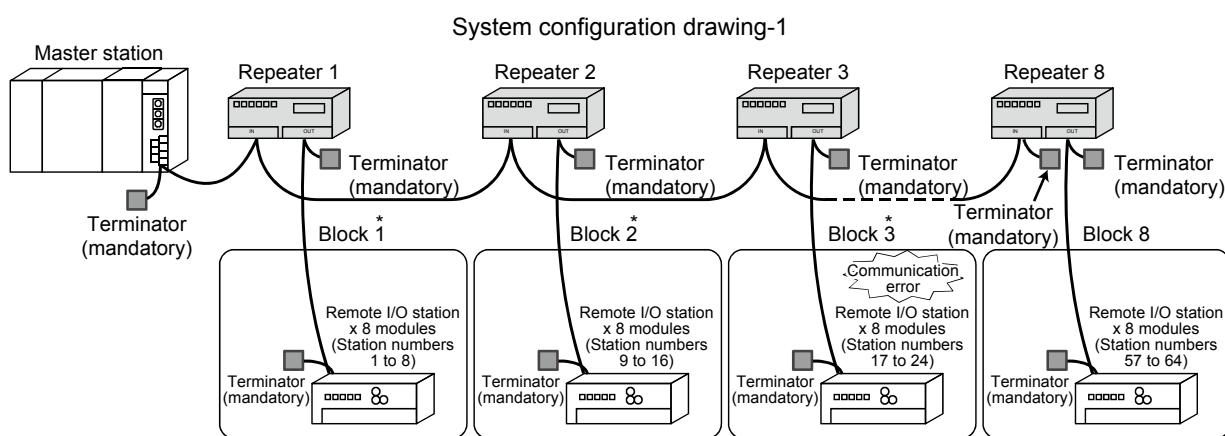 System configuration drawing-1
Master station
Repeater 1
Repeater 2
Repeater 3
Repeater 8
IN
OUT
IN
OUT
IN
OUT
IN
OUT
Terminator
(mandatory)
Terminator
(mandatory)
Terminator
(mandatory)
Terminator
(mandatory)
Terminator
(mandatory)
Terminator
(mandatory)
Block 1
*
Block 2
*
Block 3
*
Block 8
Communication
error
Remote I/O station
x 8 modules
(Station numbers
1 to 8)
Remote I/O station
x 8 modules
(Station numbers
9 to 16)
Remote I/O station
x 8 modules
(Station numbers
17 to 24)
Remote I/O station
x 8 modules
(Station numbers
57 to 64)
Terminator
(mandatory)
Terminator
(mandatory)
Terminator
(mandatory)
Terminator
(mandatory)